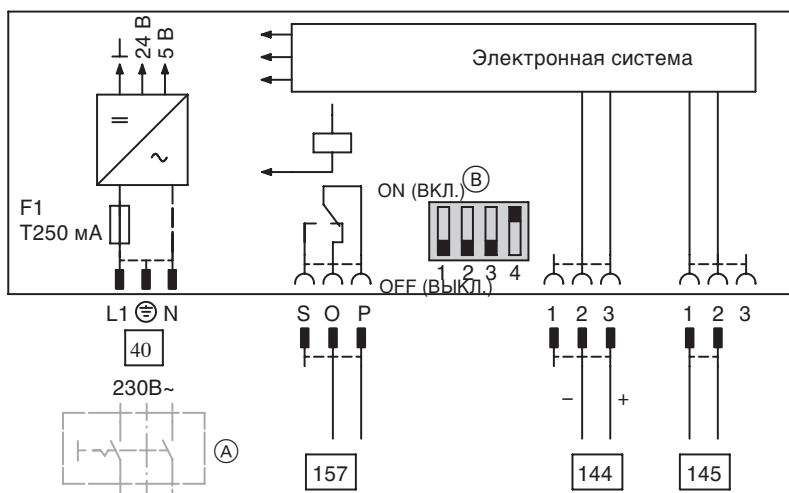 24 В
5 В
Электронная система
F1
T250 мА
ON (ВКЛ.)
B
1 2 3 4
OFF (ВЫКЛ.)
L1 N
S O P
1 2 3
1 2 3
40
230В~
− +
A
157
144
145